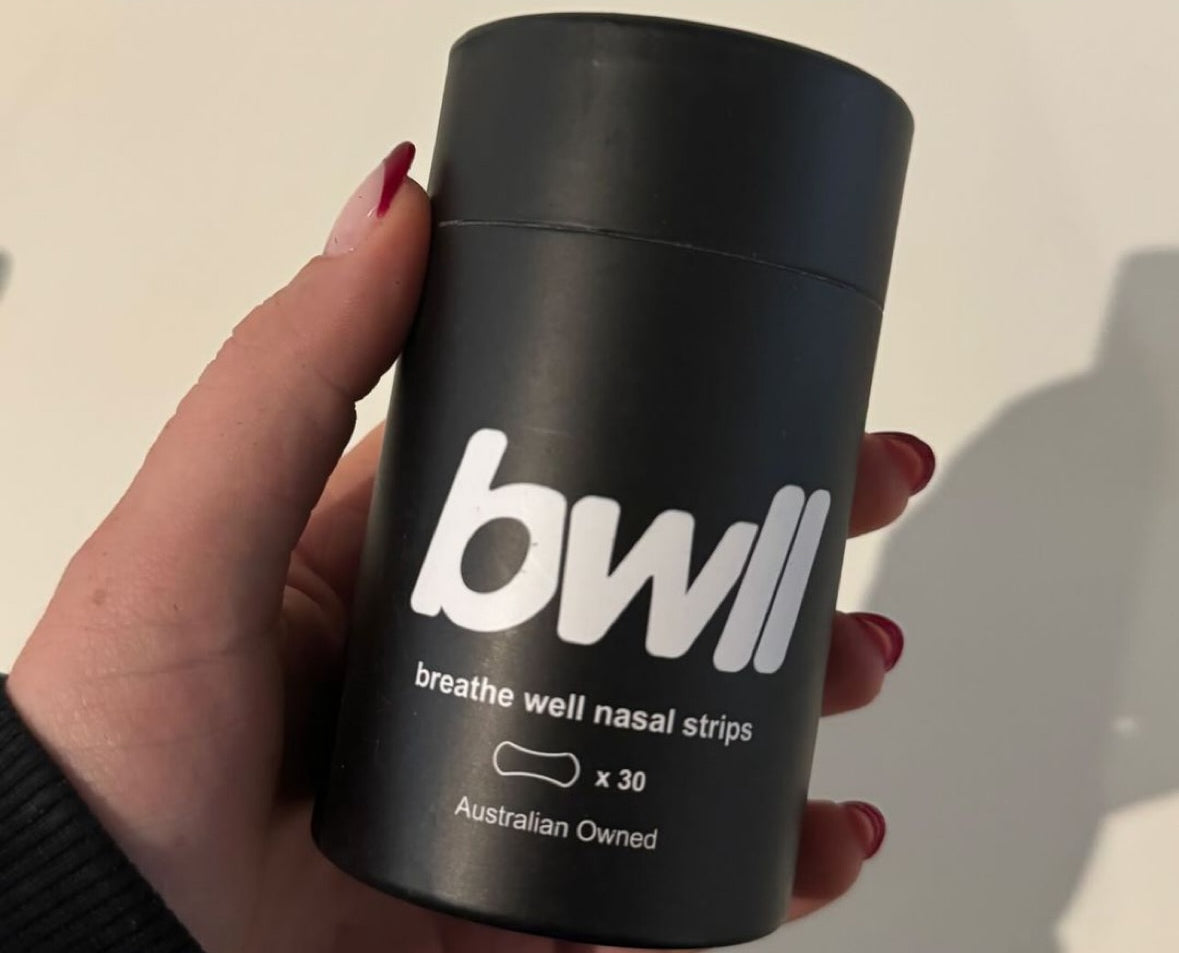 bwll
breathe well nasal strips
x 30
Australian Owned